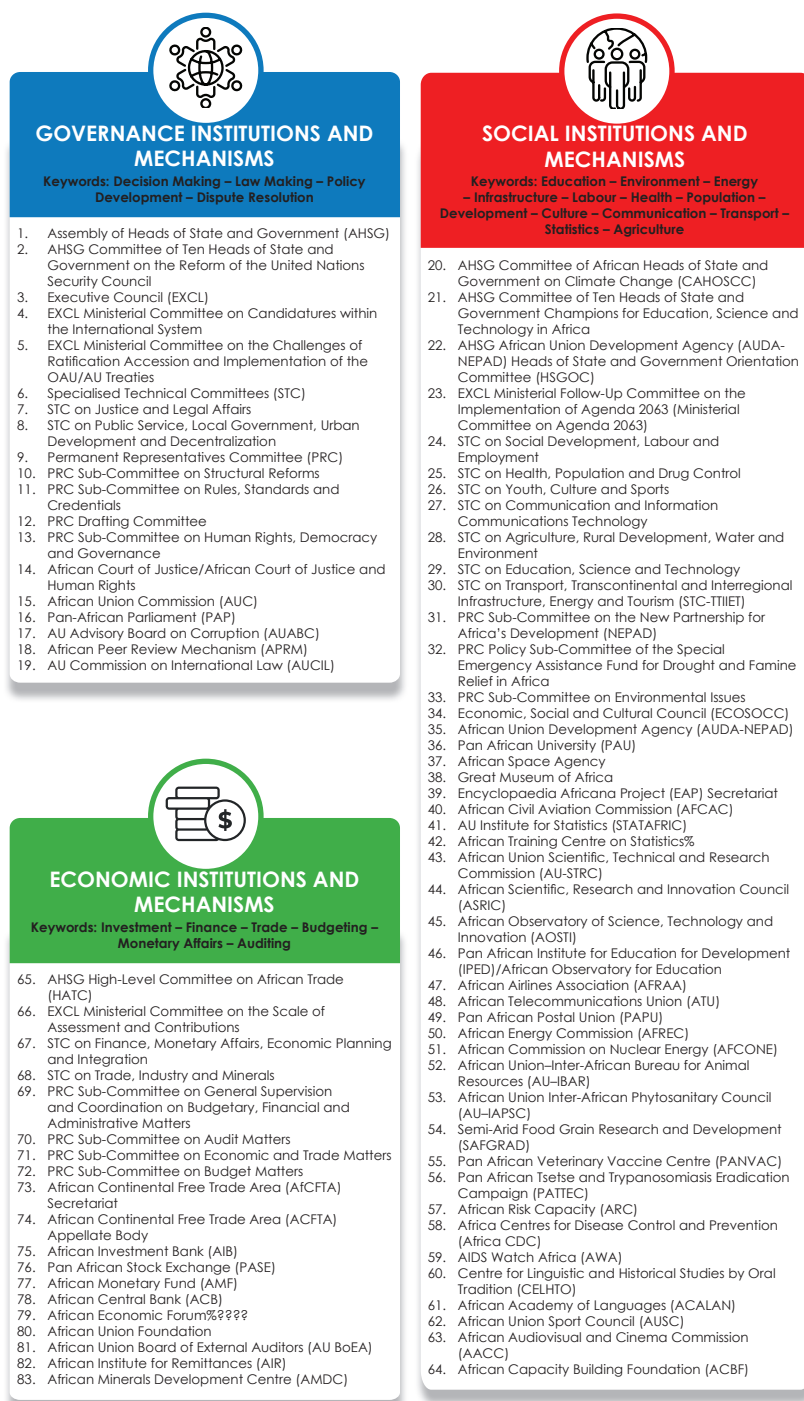 GOVERNANCE INSTITUTIONS AND
MECHANISMS
Keywords: Decision Making – Law Making – Policy
Development – Dispute Resolution
1. Assembly of Heads of State and Government (AHSG)
2. AHSG Committee of Ten Heads of State and
Government on the Reform of the United Nations
Security Council
3. Executive Council (EXCL)
4. EXCL Ministerial Committee on Candidatures within
the International System
5. EXCL Ministerial Committee on the Challenges of
Ratification Accession and Implementation of the
OAU/AU Treaties
6. Specialised Technical Committees (STC)
7. STC on Justice and Legal Affairs
8. STC on Public Service, Local Government, Urban
Development and Decentralization
9. Permanent Representatives Committee (PRC)
10. PRC Sub-Committee on Structural Reforms
11. PRC Sub-Committee on Rules, Standards and
Credentials
12. PRC Drafting Committee
13. PRC Sub-Committee on Human Rights, Democracy
and Governance
14. African Court of Justice/African Court of Justice and
Human Rights
15. African Union Commission (AUC)
16. Pan-African Parliament (PAP)
17. AU Advisory Board on Corruption (AUABC)
18. African Peer Review Mechanism (APRM)
19. AU Commission on International Law (AUCIL)
$
ECONOMIC INSTITUTIONS AND
MECHANISMS
Keywords: Investment – Finance – Trade – Budgeting –
Monetary Affairs – Auditing
65. AHSG High-Level Committee on African Trade
(HATC)
66. EXCL Ministerial Committee on the Scale of
Assessment and Contributions
67. STC on Finance, Monetary Affairs, Economic Planning
and Integration
68. STC on Trade, Industry and Minerals
69. PRC Sub-Committee on General Supervision
and Coordination on Budgetary, Financial and
Administrative Matters
70. PRC Sub-Committee on Audit Matters
71. PRC Sub-Committee on Economic and Trade Matters
72. PRC Sub-Committee on Budget Matters
73. African Continental Free Trade Area (AfCFTA)
Secretariat
74. African Continental Free Trade Area (ACFTA)
Appellate Body
75. African Investment Bank (AIB)
76. Pan African Stock Exchange (PASE)
77. African Monetary Fund (AMF)
78. African Central Bank (ACB)
79. African Economic Forum%????
80. African Union Foundation
81. African Union Board of External Auditors (AU BoEA)
82. African Institute for Remittances (AIR)
83. African Minerals Development Centre (AMDC)
SOCIAL INSTITUTIONS AND
MECHANISMS
Keywords: Education – Environment – Energy
– Infrastructure – Labour – Health – Population –
Development – Culture – Communication – Transport –
Statistics – Agriculture
20. AHSG Committee of African Heads of State and
Government on Climate Change (CAHOSCC)
21. AHSG Committee of Ten Heads of State and
Government Champions for Education, Science and
Technology in Africa
22. AHSG African Union Development Agency (AUDA-
NEPAD) Heads of State and Government Orientation
Committee (HSGOC)
23. EXCL Ministerial Follow-Up Committee on the
Implementation of Agenda 2063 (Ministerial
Committee on Agenda 2063)
24. STC on Social Development, Labour and
Employment
25. STC on Health, Population and Drug Control
26. STC on Youth, Culture and Sports
27. STC on Communication and Information
Communications Technology
28. STC on Agriculture, Rural Development, Water and
Environment
29. STC on Education, Science and Technology
30. STC on Transport, Transcontinental and Interregional
Infrastructure, Energy and Tourism (STC-TTIIET)
31. PRC Sub-Committee on the New Partnership for
Africa's Development (NEPAD)
32. PRC Policy Sub-Committee of the Special
Emergency Assistance Fund for Drought and Famine
Relief in Africa
33. PRC Sub-Committee on Environmental Issues
34. Economic, Social and Cultural Council (ECOSOCC)
35. African Union Development Agency (AUDA-NEPAD)
36. Pan African University (PAU)
37. African Space Agency
38. Great Museum of Africa
39. Encyclopaedia Africana Project (EAP) Secretariat
40. African Civil Aviation Commission (AFCAC)
41. AU Institute for Statistics (STATAFRIC)
42. African Training Centre on Statistics%
43. African Union Scientific, Technical and Research
Commission (AU-STRC)
44. African Scientific, Research and Innovation Council
(ASRIC)
45. African Observatory of Science, Technology and
Innovation (AOSTI)
46. Pan African Institute for Education for Development
(IPED)/African Observatory for Education
47. African Airlines Association (AFRAA)
48. African Telecommunications Union (ATU)
49. Pan African Postal Union (PAPU)
50. African Energy Commission (AFREC)
51. African Commission on Nuclear Energy (AFCONE)
52. African Union–Inter-African Bureau for Animal
Resources (AU–IBAR)
53. African Union Inter-African Phytosanitary Council
(AU–IAPSC)
54. Semi-Arid Food Grain Research and Development
(SAFGRAD)
55. Pan African Veterinary Vaccine Centre (PANVAC)
56. Pan African Tsetse and Trypanosomiasis Eradication
Campaign (PATTEC)
57. African Risk Capacity (ARC)
58. Africa Centres for Disease Control and Prevention
(Africa CDC)
59. AIDS Watch Africa (AWA)
60. Centre for Linguistic and Historical Studies by Oral
Tradition (CELHTO)
61. African Academy of Languages (ACALAN)
62. African Union Sport Council (AUSC)
63. African Audiovisual and Cinema Commission
(AACC)
64. African Capacity Building Foundation (ACBF)